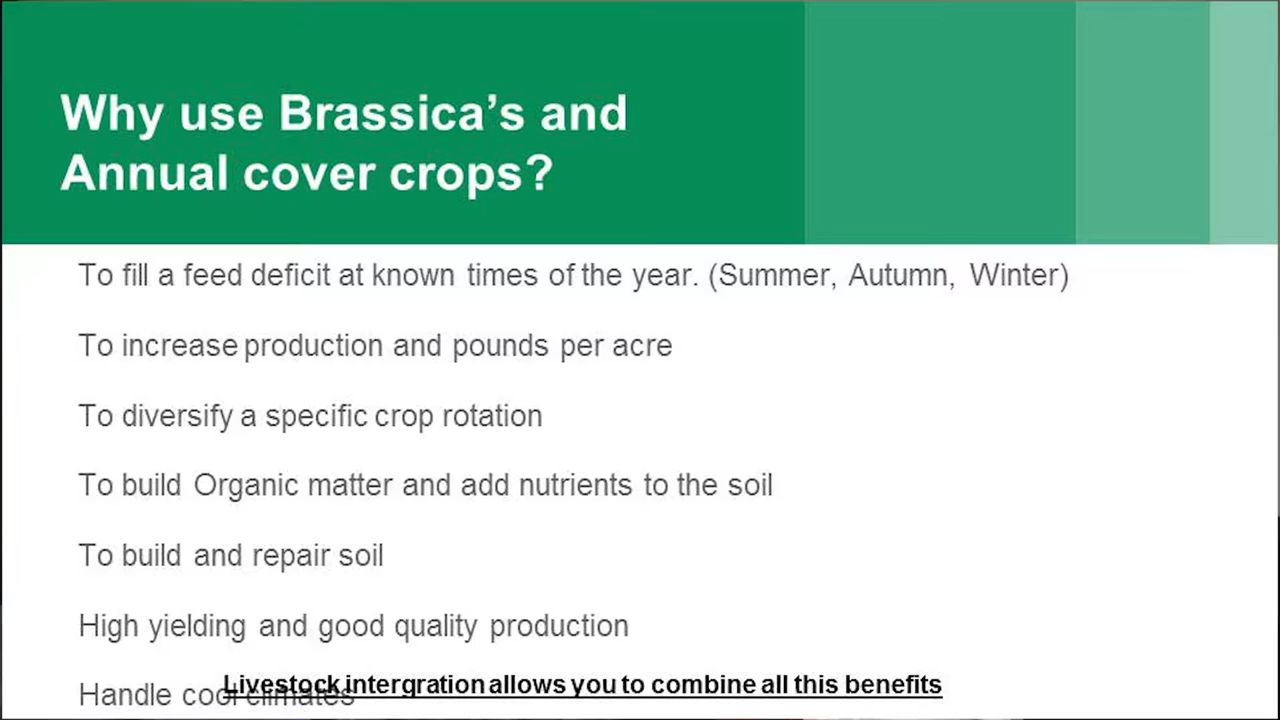 Why use Brassica’s and
Annual cover crops?
To fill a feed deficit at known times of the year. (Summer, Autumn, Winter)
To increase production and pounds per acre
To diversify a specific crop rotation
To build Organic matter and add nutrients to the soil
To build and repair soil
High yielding and good quality production
Handle cool climates
Livestock intergration allows you to combine all this benefits